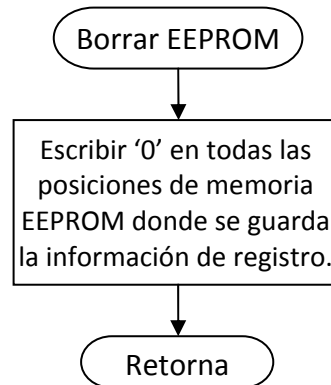 Borrar EEPROM
Escribir ‘0’ en todas las
posiciones de memoria
EEPROM donde se guarda
la información de registro.
Retorna